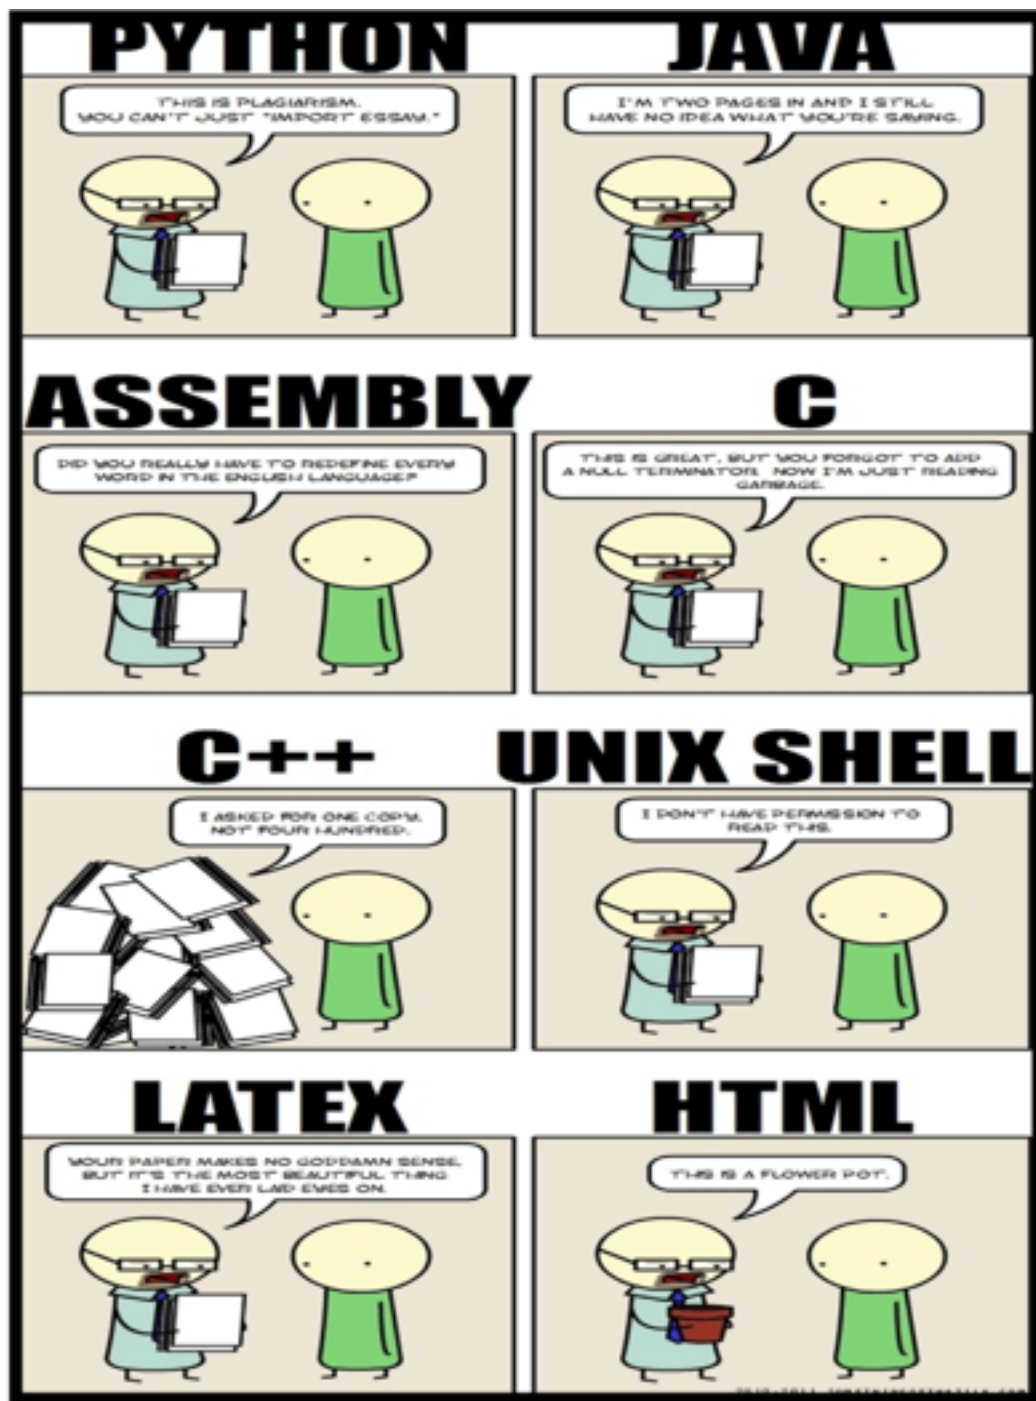 PYTHON
JAVA
THIS IS PLAGIARISM.
YOU CAN'T JUST "IMPORT ESSAY."
I'M TWO PAGES IN AND I STILL
HAVE NO IDEA WHAT YOU'RE SAYING.
ASSEMBLY
C
DID YOU REALLY HAVE TO REDEFINE EVERY
WORD IN THE ENGLISH LANGUAGE?
THIS IS GREAT, BUT YOU FORGOT TO ADD
A NULL TERMINATOR. NOW I'M JUST READING
GARBAGE.
C++
UNIX SHELL
I ASKED FOR ONE COPY,
NOT FOUR HUNDRED.
I DON'T HAVE PERMISSION TO
READ THIS.
LATEX
HTML
YOUR PAPER MAKES NO GODDAMN SENSE,
BUT IT'S THE MOST BEAUTIFUL THING
I HAVE EVER LAID EYES ON.
THIS IS A FLOWER POT.